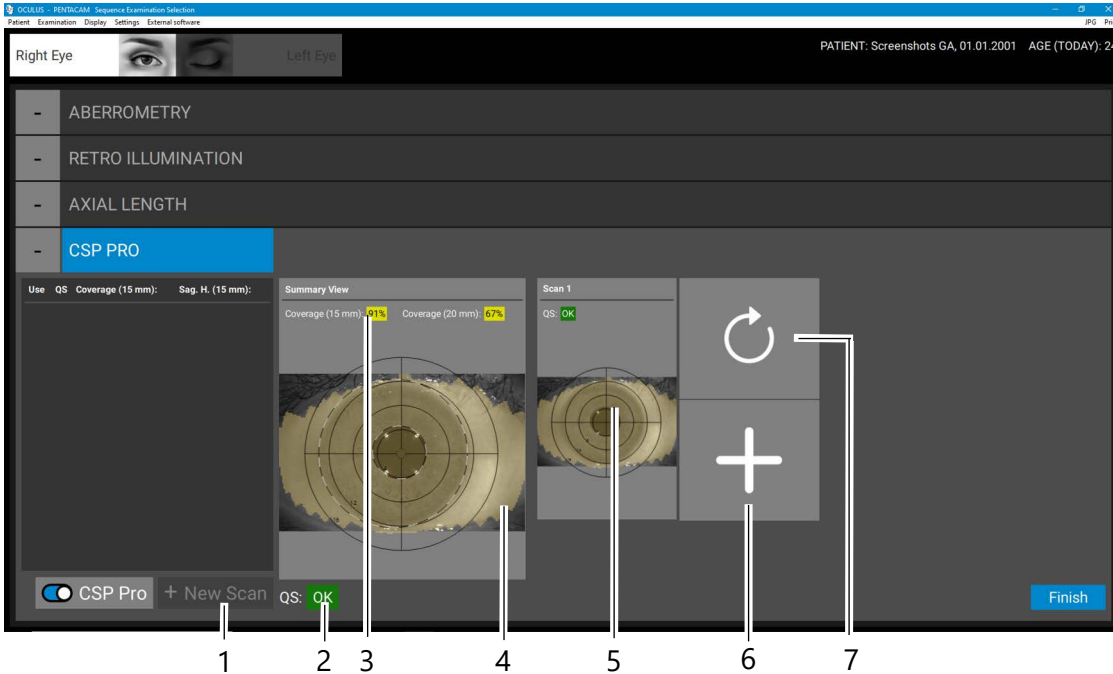 OCULUS - PENTACAM Sequence Examination Selection
Patient Examination Display Settings External software JPG Pri
Right Eye Left Eye PATIENT: Screenshots GA, 01.01.2001 AGE (TODAY): 24
- ABERROMETRY
- RETRO ILLUMINATION
- AXIAL LENGTH
- CSP PRO
Use QS Coverage (15 mm): Sag. H. (15 mm):
Summary View
Coverage (15 mm): 91% Coverage (20 mm): 67%
Scan 1
QS: OK
CSP Pro + New Scan QS: OK Finish
1 2 3 4 5 6 7